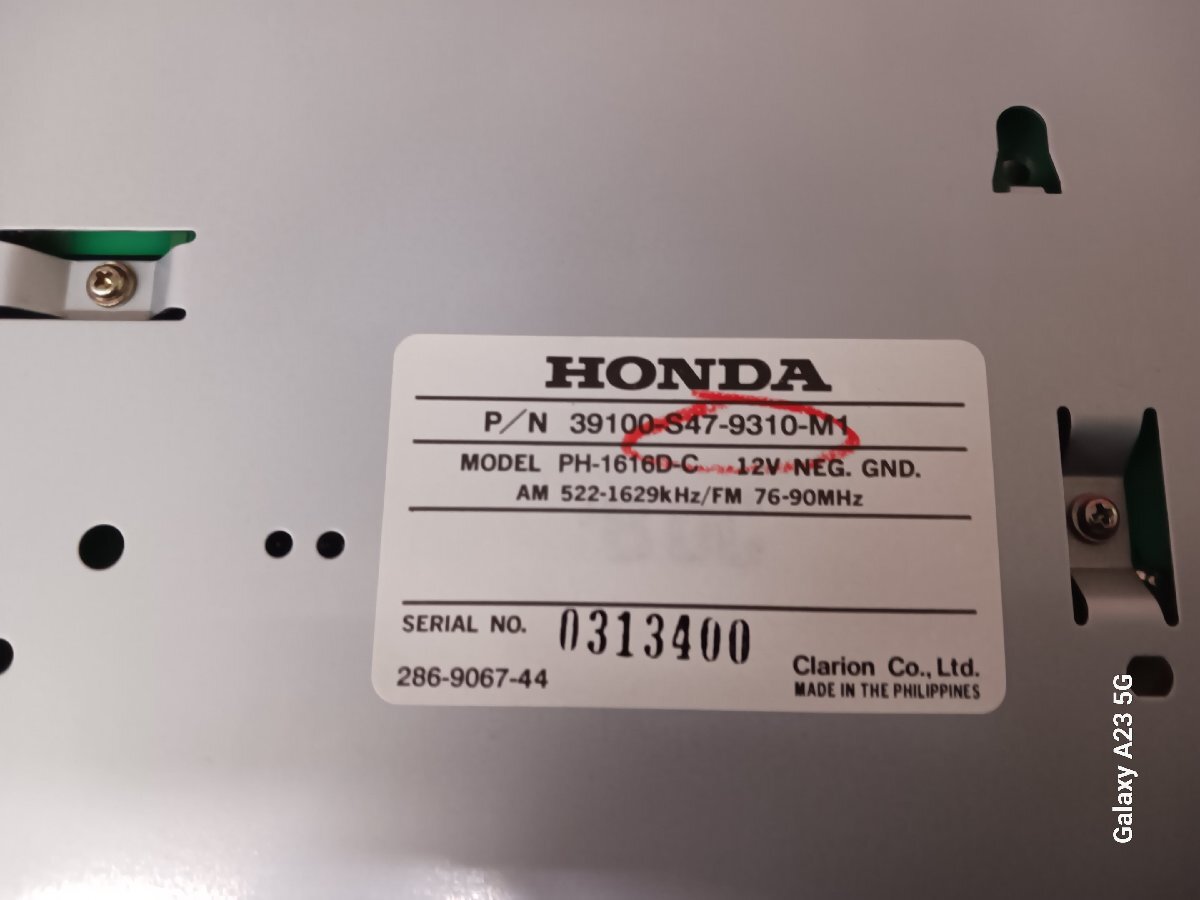 HONDA
P/N 39100-S47-9310-M1
MODEL PH-1616D-C 12V NEG. GND.
AM 522-1629kHz/FM 76-90MHz
SERIAL NO. 0313400
286-9067-44
Clarion Co., Ltd.
MADE IN THE PHILIPPINES
Galaxy A23 5G